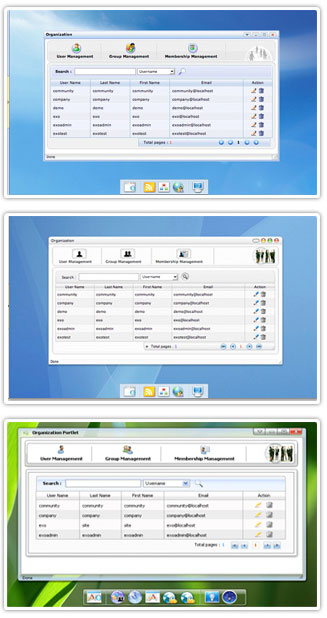 Organization
User Management Group Management Membership Management
Search : Username
User Name Last Name First Name Email Action
community community community community@localhost
company company company company@localhost
demo demo demo demo@localhost
exo exo exo exo@localhost
exoadmin exoadmin exoadmin exoadmin@localhost
exotest exotest exotest exotest@localhost
Total pages : 1 1
Done
Organization
User Management Group Management Membership Management
Search : Username
User Name Last Name First Name Email Action
community community community community@localhost
company company company company@localhost
demo demo demo demo@localhost
exo exo exo exo@localhost
exoadmin exoadmin exoadmin exoadmin@localhost
exotest exotest exotest exotest@localhost
Total pages : 1 1
Done
Organization Portlet
User Management Group Management Membership Management
Search : Username
User Name Last Name First Name Email Action
community community community community@localhost
company company company company@localhost
exo site exo exo@localhost
exoadmin exoadmin exoadmin exoadmin@localhost
Total pages : 1 1
Done